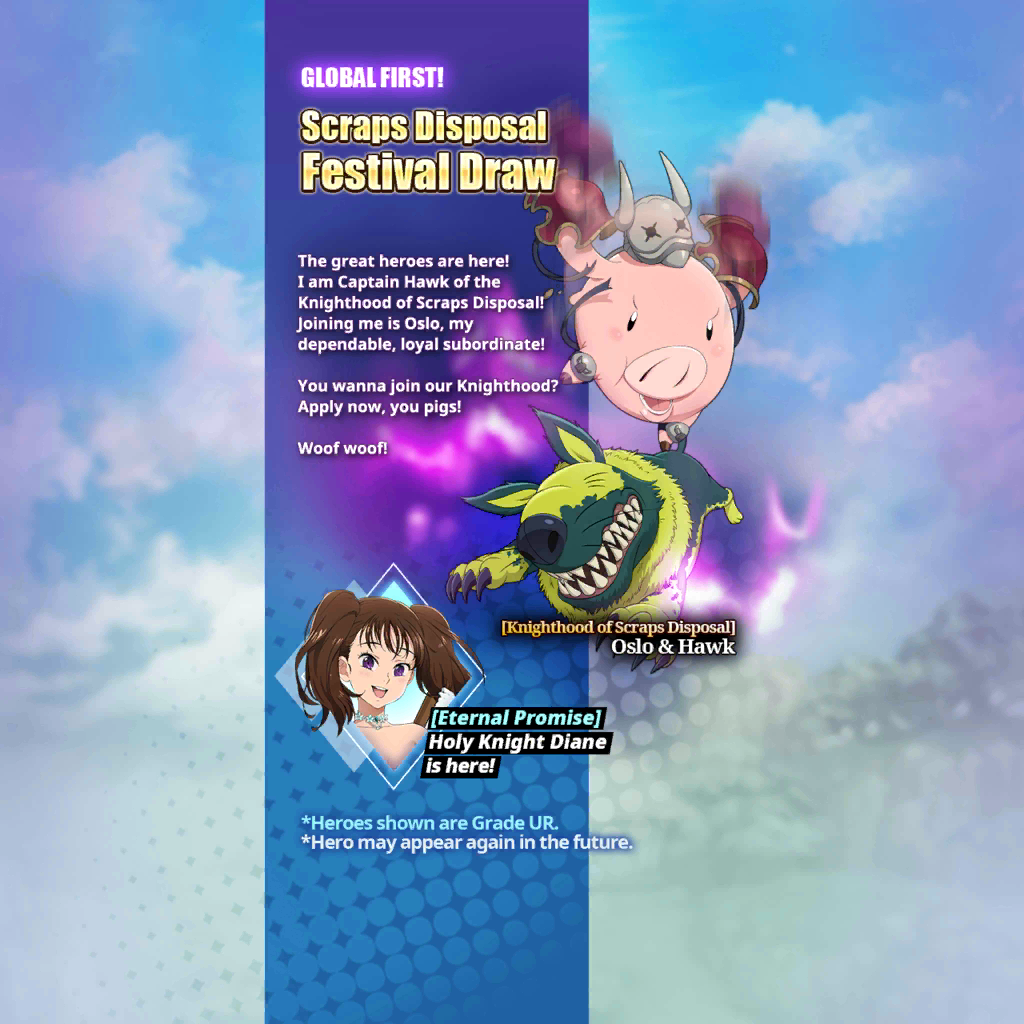 GLOBAL FIRST!
Scraps Disposal
Festival Draw
The great heroes are here!
I am Captain Hawk of the
Knighthood of Scraps Disposal!
Joining me is Oslo, my
dependable, loyal subordinate!
You wanna join our Knighthood?
Apply now, you pigs!
Woof woof!
[Knighthood of Scraps Disposal]
Oslo & Hawk
[Eternal Promise]
Holy Knight Diane
is here!
*Heroes shown are Grade UR.
*Hero may appear again in the future.